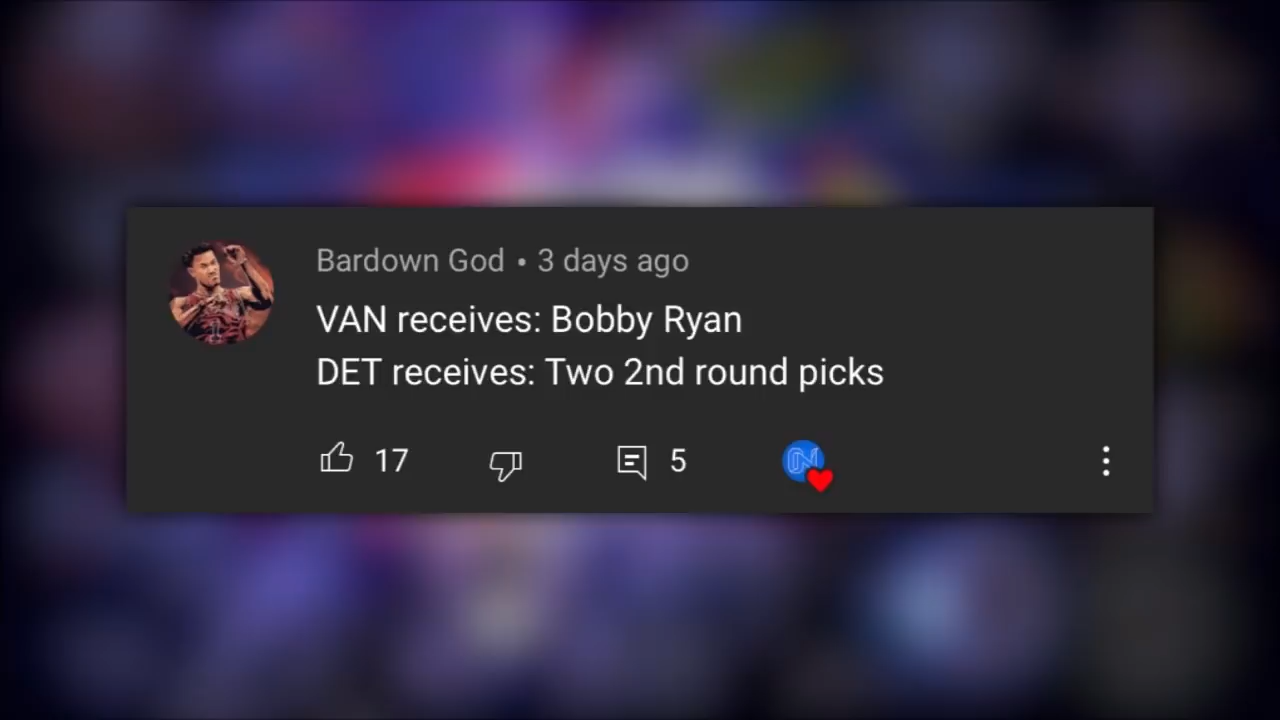 Bardown God • 3 days ago
VAN receives: Bobby Ryan
DET receives: Two 2nd round picks
17 5